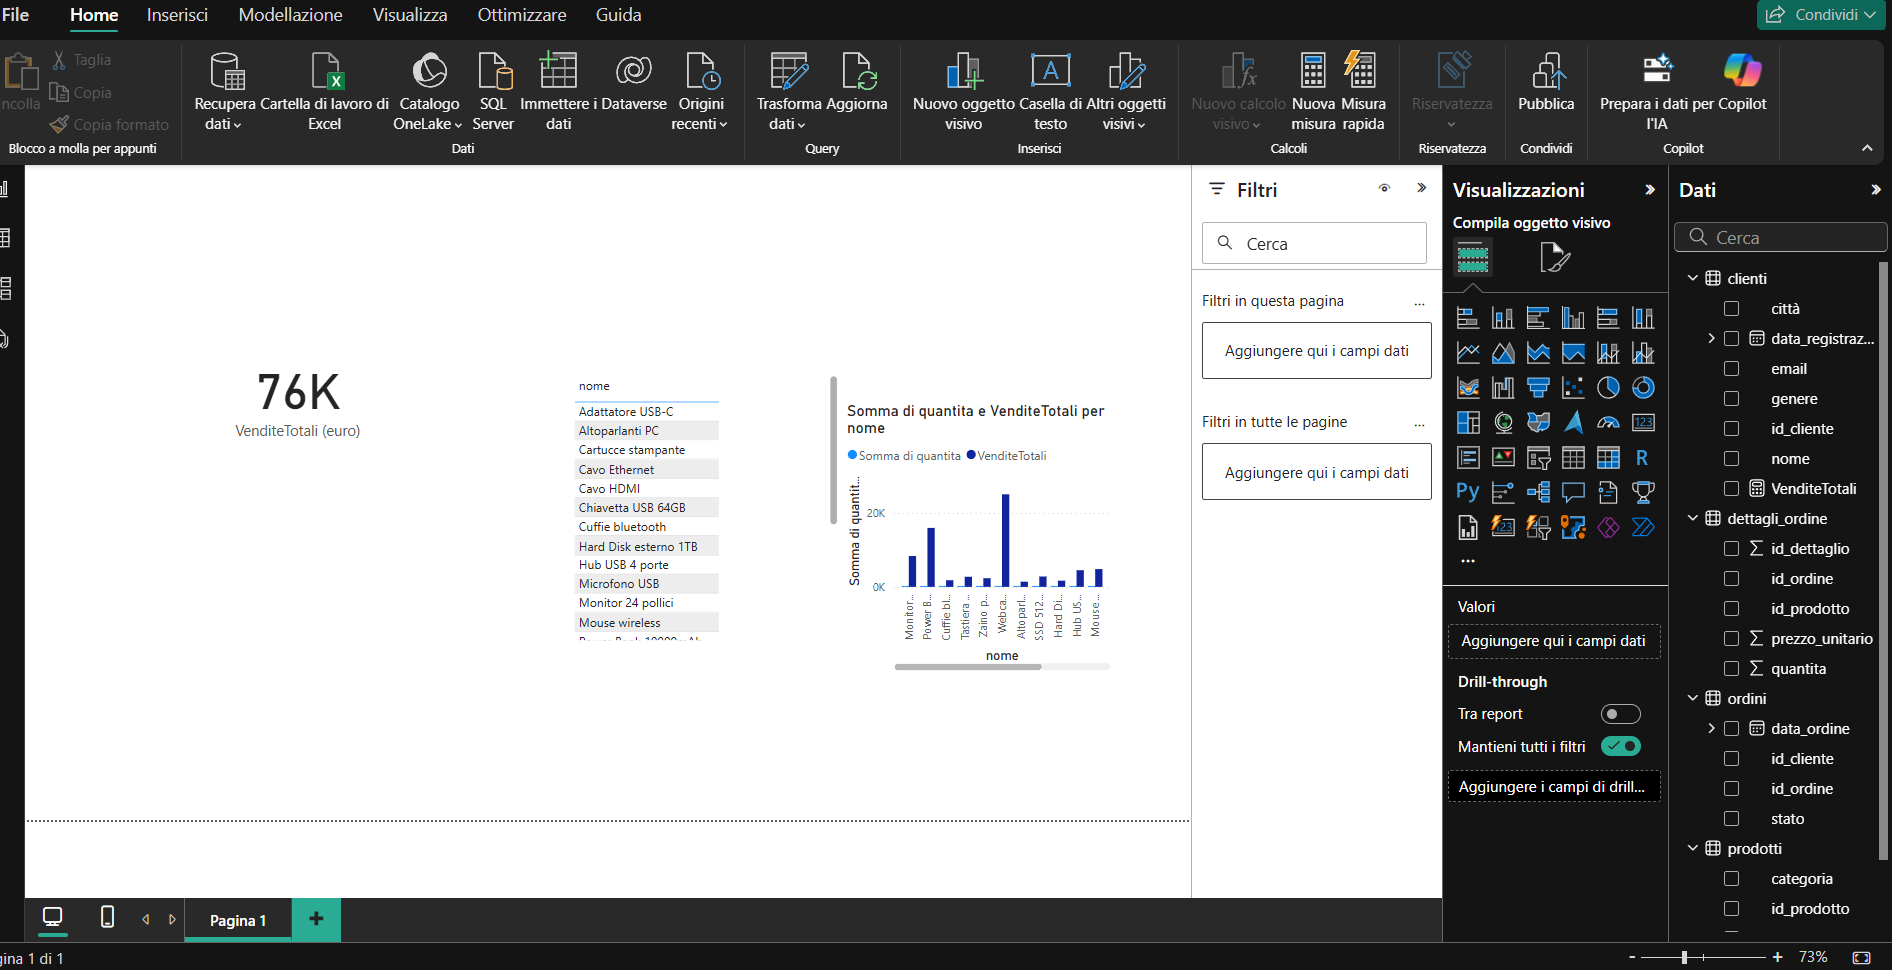 File
Home
Inserisci
Modellazione
Visualizza
Ottimizzare
Guida
Condividi
Taglia
Copia
Copia formato
Blocco a molla per appunti
Recupera dati
Cartella di lavoro di Excel
Catalogo OneLake
SQL Server
Immettere i dati
Dataverse
Origini recenti
Dati
Trasforma dati
Aggiorna
Query
Nuovo oggetto visivo
Casella di testo
A
Altri oggetti visivi
Inserisci
Nuovo calcolo visivo
Nuova misura
Misura rapida
Calcoli
Riservatezza
Riservatezza
Pubblica
Condividi
Prepara i dati per l'IA
Copilot
Copilot
76K
VenditeTotali (euro)
nome
Adattatore USB-C
Altoparlanti PC
Cartucce stampante
Cavo Ethernet
Cavo HDMI
Chiavetta USB 64GB
Cuffie bluetooth
Hard Disk esterno 1TB
Hub USB 4 porte
Microfono USB
Monitor 24 pollici
Mouse wireless
Somma di quantita e VenditeTotali per
nome
Somma di quantita
VenditeTotali
Somma di quantit...
20K
0K
Monitor...
Power B...
Cuffie bl...
Tastiera ...
Zaino p...
Webca...
Altoparl...
SSD 512...
Hard Di...
Hub US...
Mouse ...
nome
Filtri
Cerca
Filtri in questa pagina
...
Aggiungere qui i campi dati
Filtri in tutte le pagine
...
Aggiungere qui i campi dati
Visualizzazioni
Compila oggetto visivo
123
R
Py
123
...
Valori
Aggiungere qui i campi dati
Drill-through
Tra report
Mantieni tutti i filtri
Aggiungere i campi di drill...
Dati
Cerca
clienti
città
data_registraz...
email
genere
id_cliente
nome
VenditeTotali
dettagli_ordine
id_dettaglio
id_ordine
id_prodotto
prezzo_unitario
quantita
ordini
data_ordine
id_cliente
id_ordine
stato
prodotti
categoria
id_prodotto
Pagina 1
+
1 di 1
- + 73%